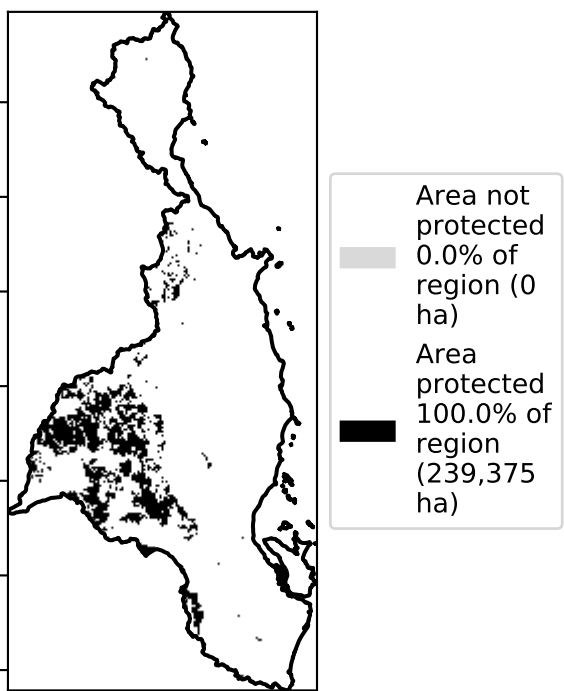 Area not
protected
0.0% of
region (0
ha)
Area
protected
100.0% of
region
(239,375
ha)